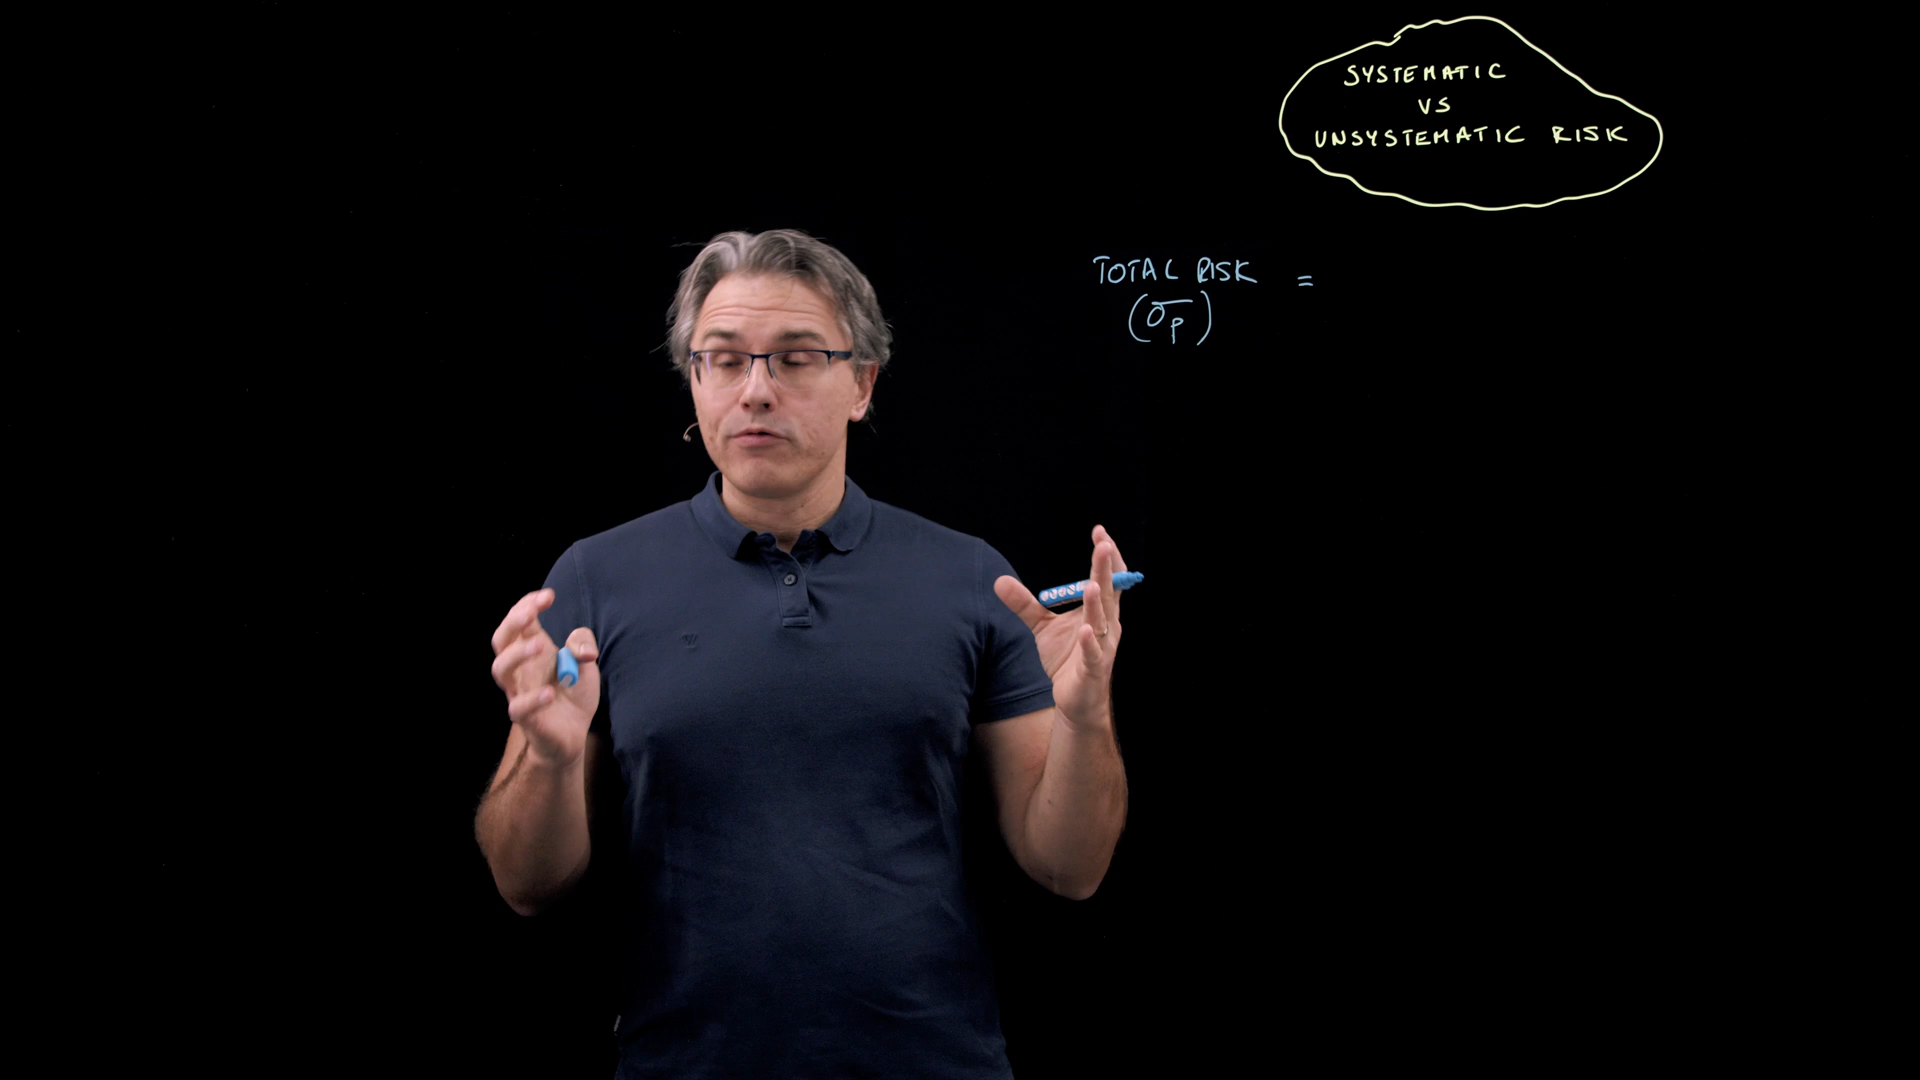 SYSTEMATIC
VS
UNSYSTEMATIC RISK
TOTAL RISK =
(σp)